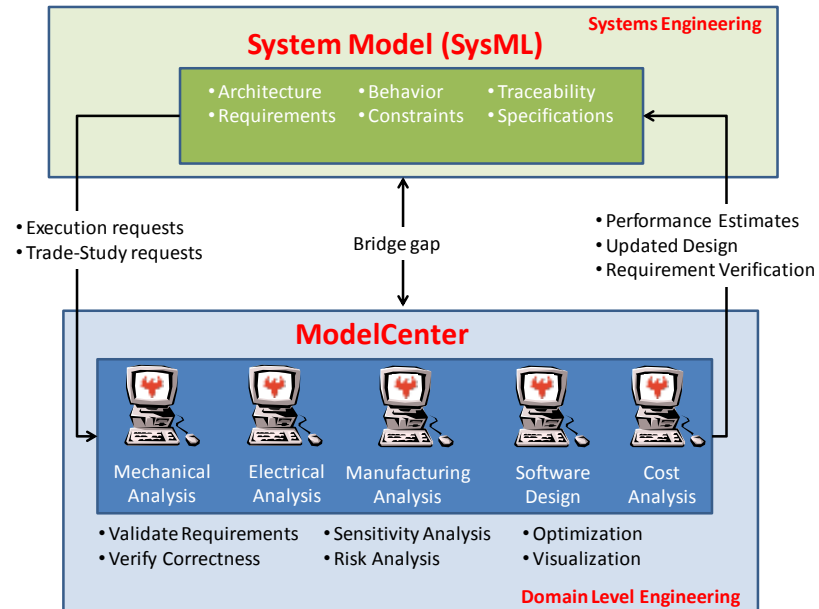 Systems Engineering
System Model (SysML)
• Architecture • Behavior • Traceability
• Requirements • Constraints • Specifications
• Execution requests
• Trade-Study requests
Bridge gap
• Performance Estimates
• Updated Design
• Requirement Verification
ModelCenter
Mechanical
Analysis
Electrical
Analysis
Manufacturing
Analysis
Software
Design
Cost
Analysis
• Validate Requirements • Sensitivity Analysis • Optimization
• Verify Correctness • Risk Analysis • Visualization
Domain Level Engineering